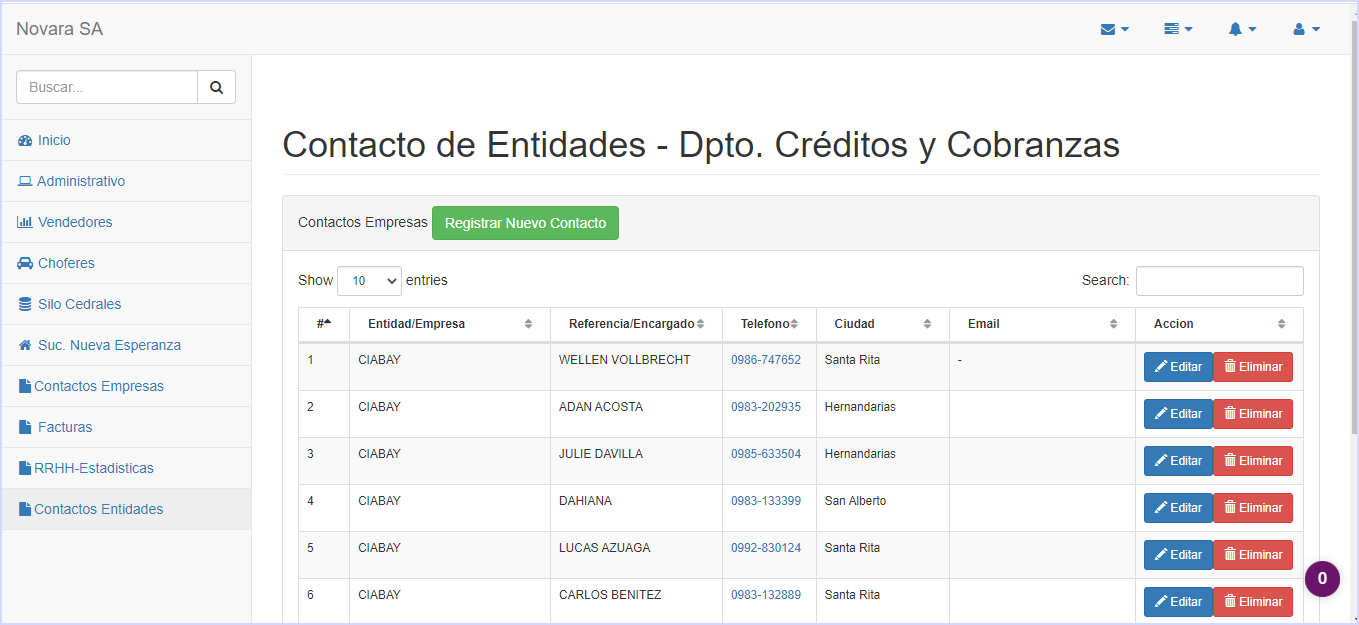 Novara SA
Buscar...
Inicio
Administrativo
Vendedores
Choferes
Silo Cedrales
Suc. Nueva Esperanza
Contactos Empresas
Facturas
RRHH-Estadisticas
Contactos Entidades
Contacto de Entidades - Dpto. Créditos y Cobranzas
Contactos Empresas Registrar Nuevo Contacto
Show 10 entries Search:
# Entidad/Empresa Referencia/Encargado Telefono Ciudad Email Accion
1 CIABAY WELLEN VOLLBRECHT 0986-747652 Santa Rita - Editar Eliminar
2 CIABAY ADAN ACOSTA 0983-202935 Hernandarias Editar Eliminar
3 CIABAY JULIE DAVILLA 0985-633504 Hernandarias Editar Eliminar
4 CIABAY DAHIANA 0983-133399 San Alberto Editar Eliminar
5 CIABAY LUCAS AZUAGA 0992-830124 Santa Rita Editar Eliminar
6 CIABAY CARLOS BENITEZ 0983-132889 Santa Rita Editar Eliminar
0